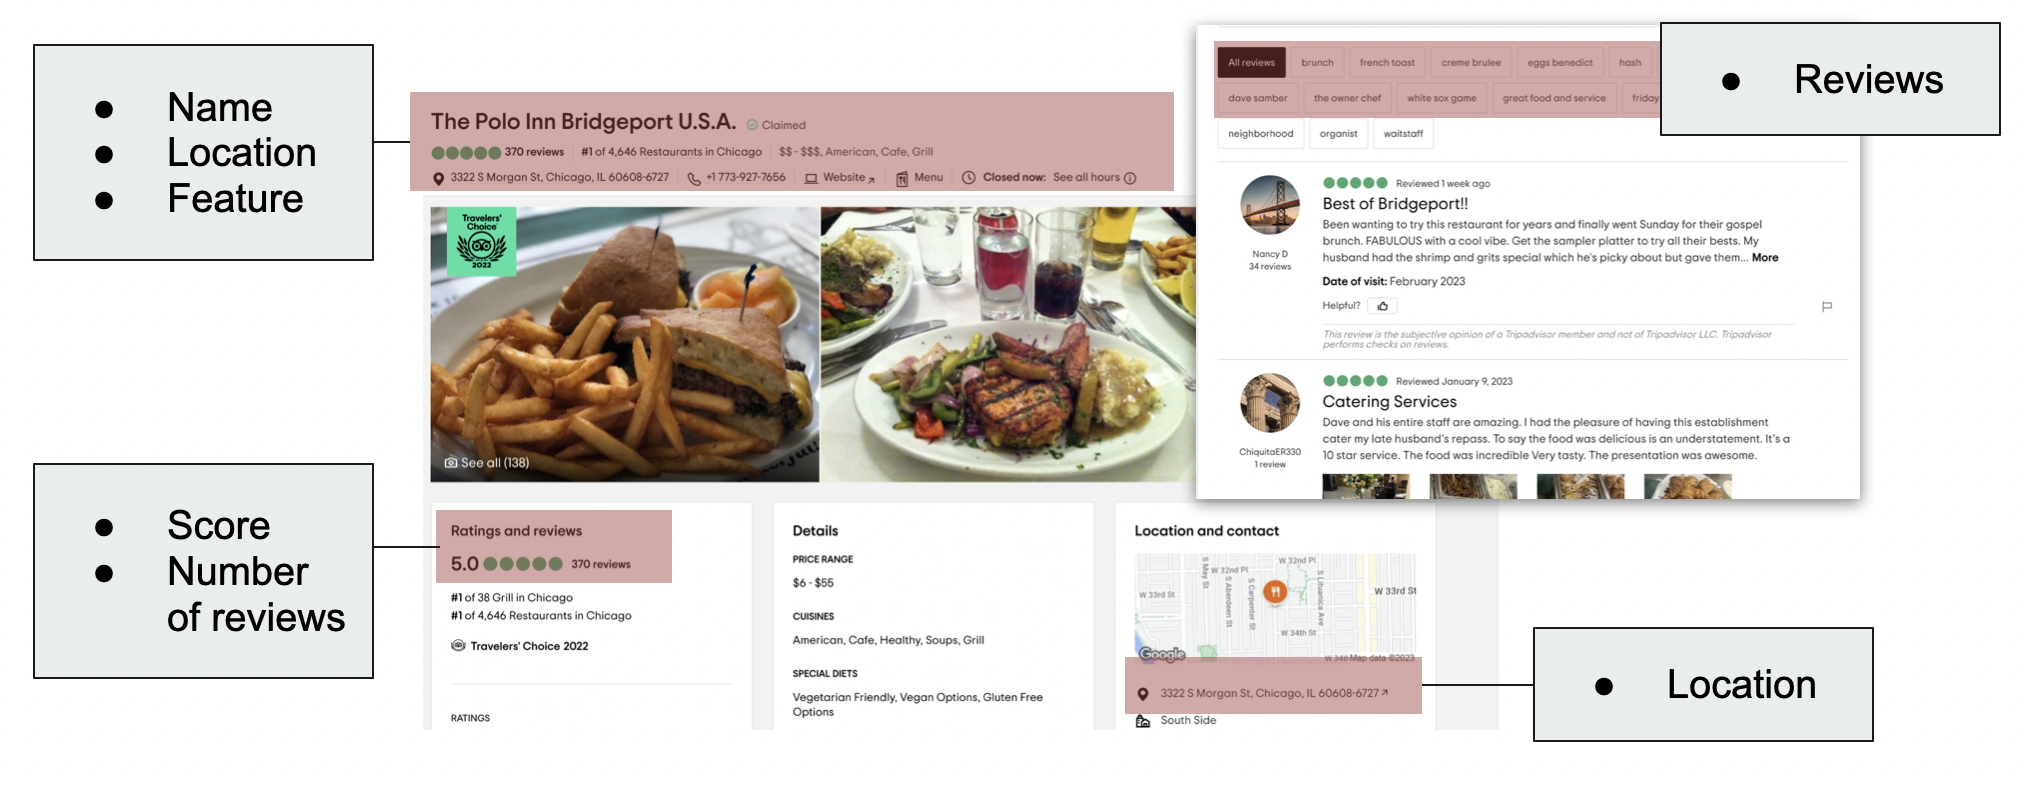 Name
Location
Feature
The Polo Inn Bridgeport U.S.A. Claimed
370 reviews #1 of 4,646 Restaurants in Chicago $$ - $$$, American, Cafe, Grill
3322 S Morgan St, Chicago, IL 60608-6727 +1 773-927-7656 Website Menu Closed now: See all hours
Travelers'
Choice
2022
See all (138)
Score
Number
of reviews
Ratings and reviews
5.0 370 reviews
#1 of 38 Grill in Chicago
#1 of 4,646 Restaurants in Chicago
Travelers' Choice 2022
RATINGS
Details
PRICE RANGE
$6 - $55
CUISINES
American, Cafe, Healthy, Soups, Grill
SPECIAL DIETS
Vegetarian Friendly, Vegan Options, Gluten Free
Options
Location and contact
W 32nd Pl
W 32nd Pl
S May St
S Aberdeen St
S Carpenter St
S Lituanica Ave
W 33rd St
W 33rd St
W 34th St
Google
Map data ©2023
3322 S Morgan St, Chicago, IL 60608-6727
South Side
Location
Reviews
All reviews brunch french toast creme brulee eggs benedict hash
dave samber the owner chef white sox game great food and service friday
neighborhood organist waitstaff
Reviewed 1 week ago
Best of Bridgeport!!
Been wanting to try this restaurant for years and finally went Sunday for their gospel
brunch. FABULOUS with a cool vibe. Get the sampler platter to try all their bests. My
husband had the shrimp and grits special which he's picky about but gave them... More
Nancy D
34 reviews
Date of visit: February 2023
Helpful?
This review is the subjective opinion of a Tripadvisor member and not of Tripadvisor LLC. Tripadvisor
performs checks on reviews.
Reviewed January 9, 2023
Catering Services
Dave and his entire staff are amazing. I had the pleasure of having this establishment
cater my late husband's repass. To say the food was delicious is an understatement. It's a
10 star service. The food was incredible Very tasty. The presentation was awesome.
ChiquitaER330
1 review